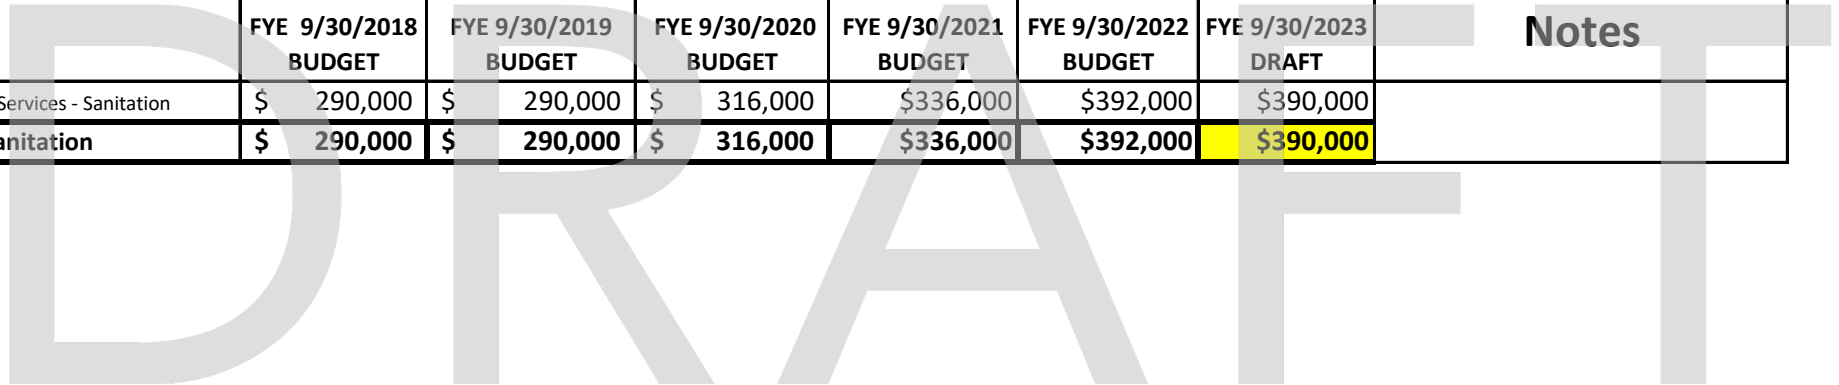 FYE 9/30/2018 FYE 9/30/2019 FYE 9/30/2020 FYE 9/30/2021 FYE 9/30/2022 FYE 9/30/2023 Notes
BUDGET BUDGET BUDGET BUDGET BUDGET DRAFT
Services - Sanitation $ 290,000 $ 290,000 $ 316,000 $336,000 $392,000 $390,000
anitation $ 290,000 $ 290,000 $ 316,000 $336,000 $392,000 $390,000
DRAFT